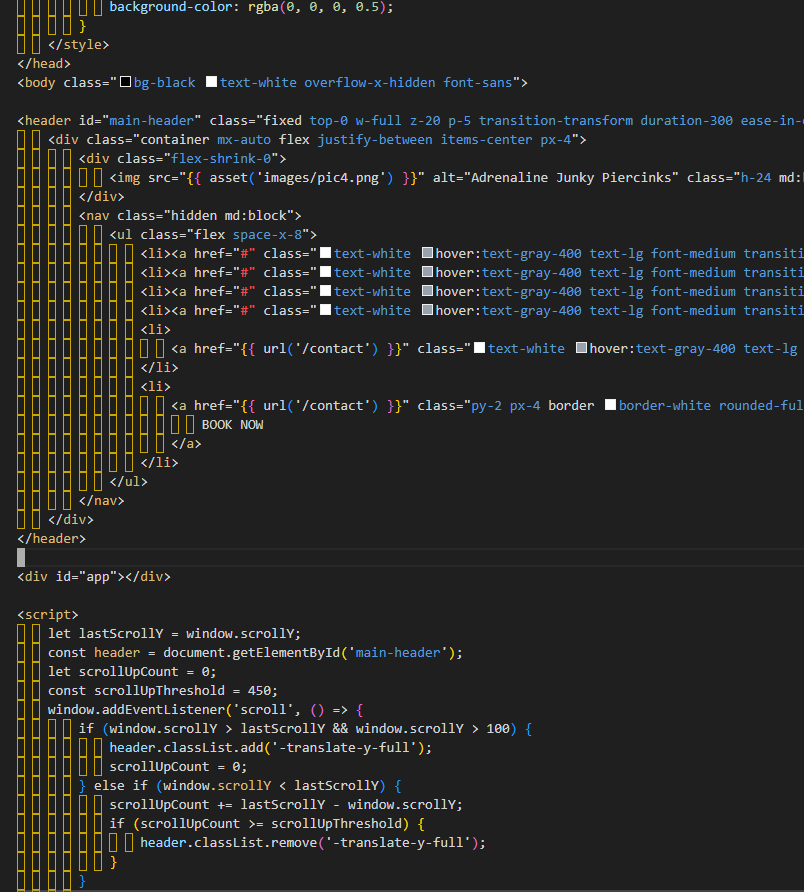 background-color: rgba(0, 0, 0, 0.5);
}
</style>
</head>
<body class="bg-black text-white overflow-x-hidden font-sans">
<header id="main-header" class="fixed top-0 w-full z-20 p-5 transition-transform duration-300 ease-in-
<div class="container mx-auto flex justify-between items-center px-4">
<div class="flex-shrink-0">
<img src="{{ asset('images/pic4.png') }}" alt="Adrenaline Junky Piercinks" class="h-24 md:
</div>
<nav class="hidden md:block">
<ul class="flex space-x-8">
<li><a href="#" class="text-white hover:text-gray-400 text-lg font-medium transiti
<li><a href="#" class="text-white hover:text-gray-400 text-lg font-medium transiti
<li><a href="#" class="text-white hover:text-gray-400 text-lg font-medium transiti
<li><a href="#" class="text-white hover:text-gray-400 text-lg font-medium transiti
<li>
<a href="{{ url('/contact') }}" class="text-white hover:text-gray-400 text-lg
</li>
<li>
<a href="{{ url('/contact') }}" class="py-2 px-4 border border-white rounded-ful
BOOK NOW
</a>
</li>
</ul>
</nav>
</div>
</header>
<div id="app"></div>
<script>
let lastScrollY = window.scrollY;
const header = document.getElementById('main-header');
let scrollUpCount = 0;
const scrollUpThreshold = 450;
window.addEventListener('scroll', () => {
if (window.scrollY > lastScrollY && window.scrollY > 100) {
header.classList.add('-translate-y-full');
scrollUpCount = 0;
} else if (window.scrollY < lastScrollY) {
scrollUpCount += lastScrollY - window.scrollY;
if (scrollUpCount >= scrollUpThreshold) {
header.classList.remove('-translate-y-full');
}
}